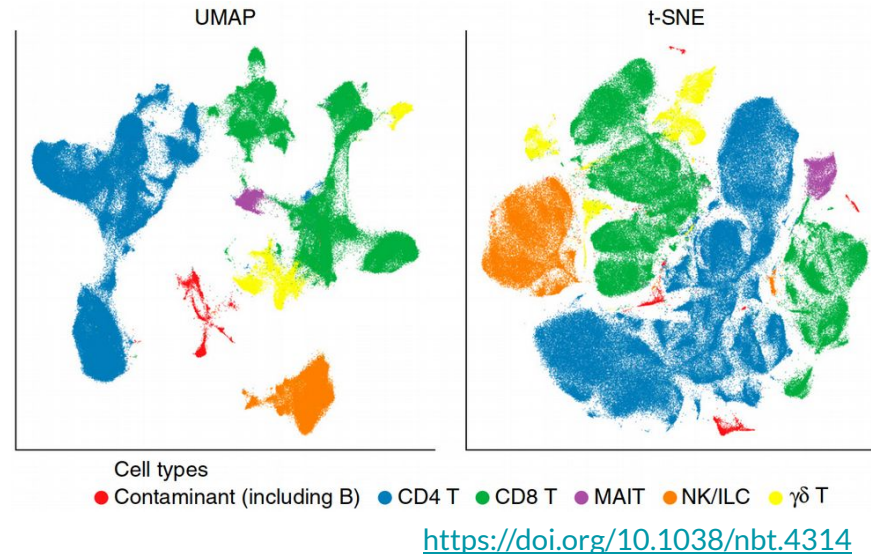 UMAP
t-SNE
Cell types
Contaminant (including B) CD4 T CD8 T MAIT NK/ILC γδ T
https://doi.org/10.1038/nbt.4314